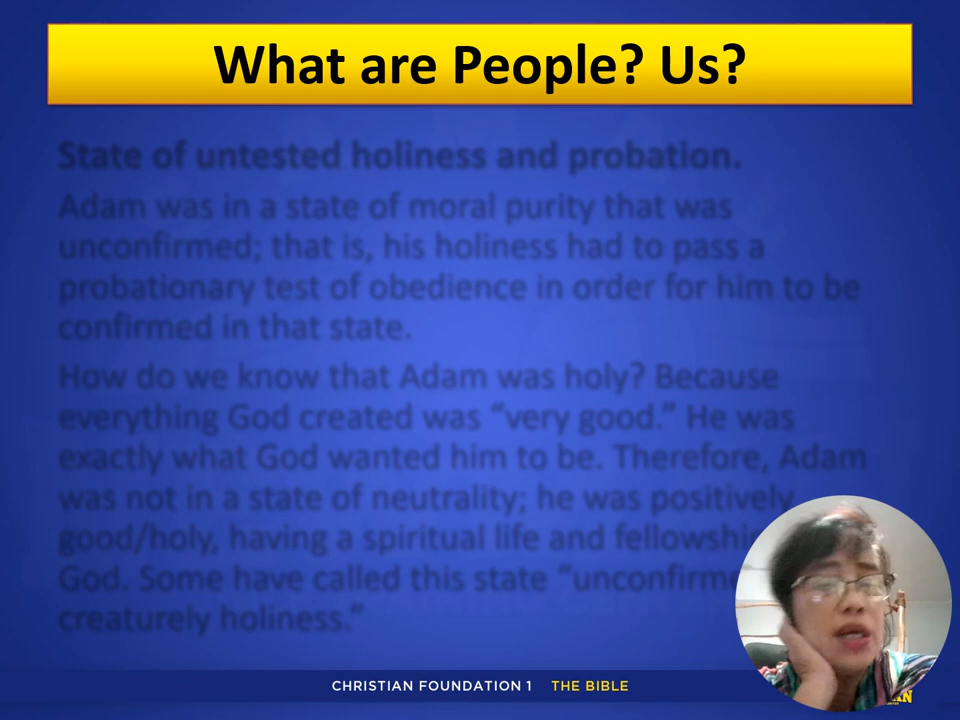 What are People? Us?
State of untested holiness and probation.
Adam was in a state of moral purity that was
unconfirmed; that is, his holiness had to pass a
probationary test of obedience in order for him to be
confirmed in that state.
How do we know that Adam was holy? Because
everything God created was “very good.” He was
exactly what God wanted him to be. Therefore, Adam
was not in a state of neutrality; he was positively
good/holy, having a spiritual life and
God. Some have called this state
creaturely holiness.”
CHRISTIAN FOUNDATION 1 THE BIBLE